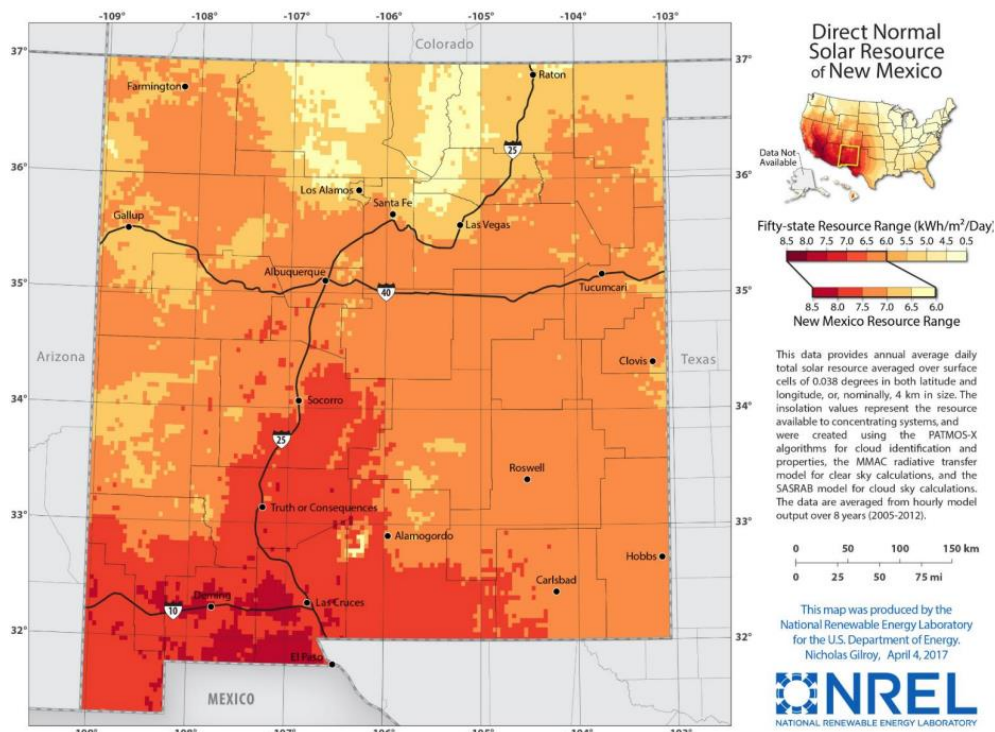 -109°
-108°
-107°
-106°
-105°
-104°
-103°
37°
Colorado
37°
Direct Normal
Solar Resource
of New Mexico
Farmington
Raton
25
Data Not
Available
36°
36°
Los Alamos
Santa Fe
Gallup
Las Vegas
Fifty-state Resource Range (kWh/m²/Day)
8.5 8.0 7.5 7.0 6.5 6.0 5.5 5.0 4.5 0.5
Albuquerque
35°
40
Tucumcari
35°
8.5 8.0 7.5 7.0 6.5 6.0
New Mexico Resource Range
Arizona
Clovis
Texas
This data provides annual average daily
total solar resource averaged over surface
cells of 0.038 degrees in both latitude and
longitude, or, nominally, 4 km in size. The
insolation values represent the resource
available to concentrating systems, and
were created using the PATMOS-X
algorithms for cloud identification and
properties, the MMAC radiative transfer
model for clear sky calculations, and the
SASRAB model for cloud sky calculations.
The data are averaged from hourly model
output over 8 years (2005-2012).
34°
Socorro
34°
25
Roswell
33°
Truth or Consequences
33°
Alamogordo
Hobbs
0 50 100 150 km
0 25 50 75 mi
Carlsbad
10
Deming
Las Cruces
32°
32°
This map was produced by the
National Renewable Energy Laboratory
for the U.S. Department of Energy.
Nicholas Gilroy, April 4, 2017
El Paso
MEXICO
NREL
NATIONAL RENEWABLE ENERGY LABORATORY